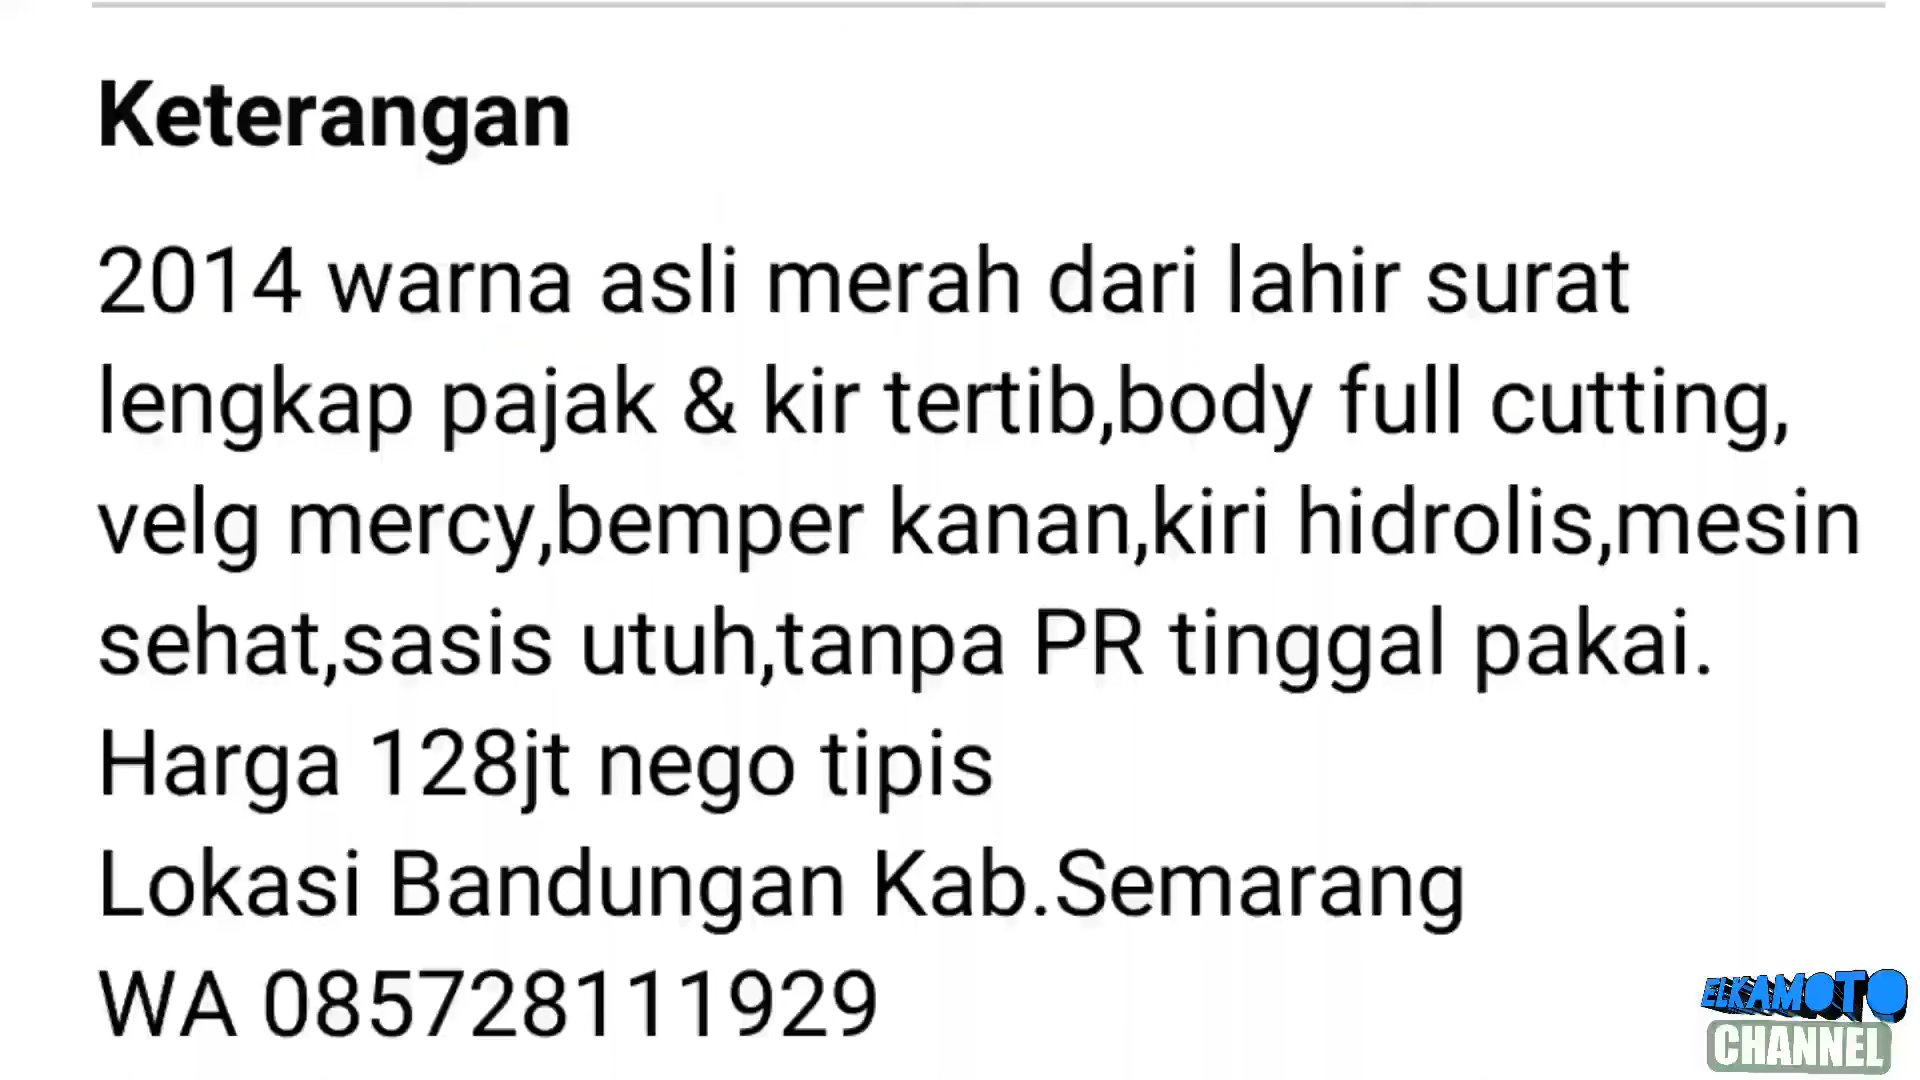 Keterangan
2014 warna asli merah dari lahir surat
lengkap pajak & kir tertib,body full cutting,
velg mercy,bemper kanan,kiri hidrolis,mesin
sehat,sasis utuh,tanpa PR tinggal pakai.
Harga 128jt nego tipis
Lokasi Bandungan Kab.Semarang
WA 085728111929
ELKAMOTO
CHANNEL